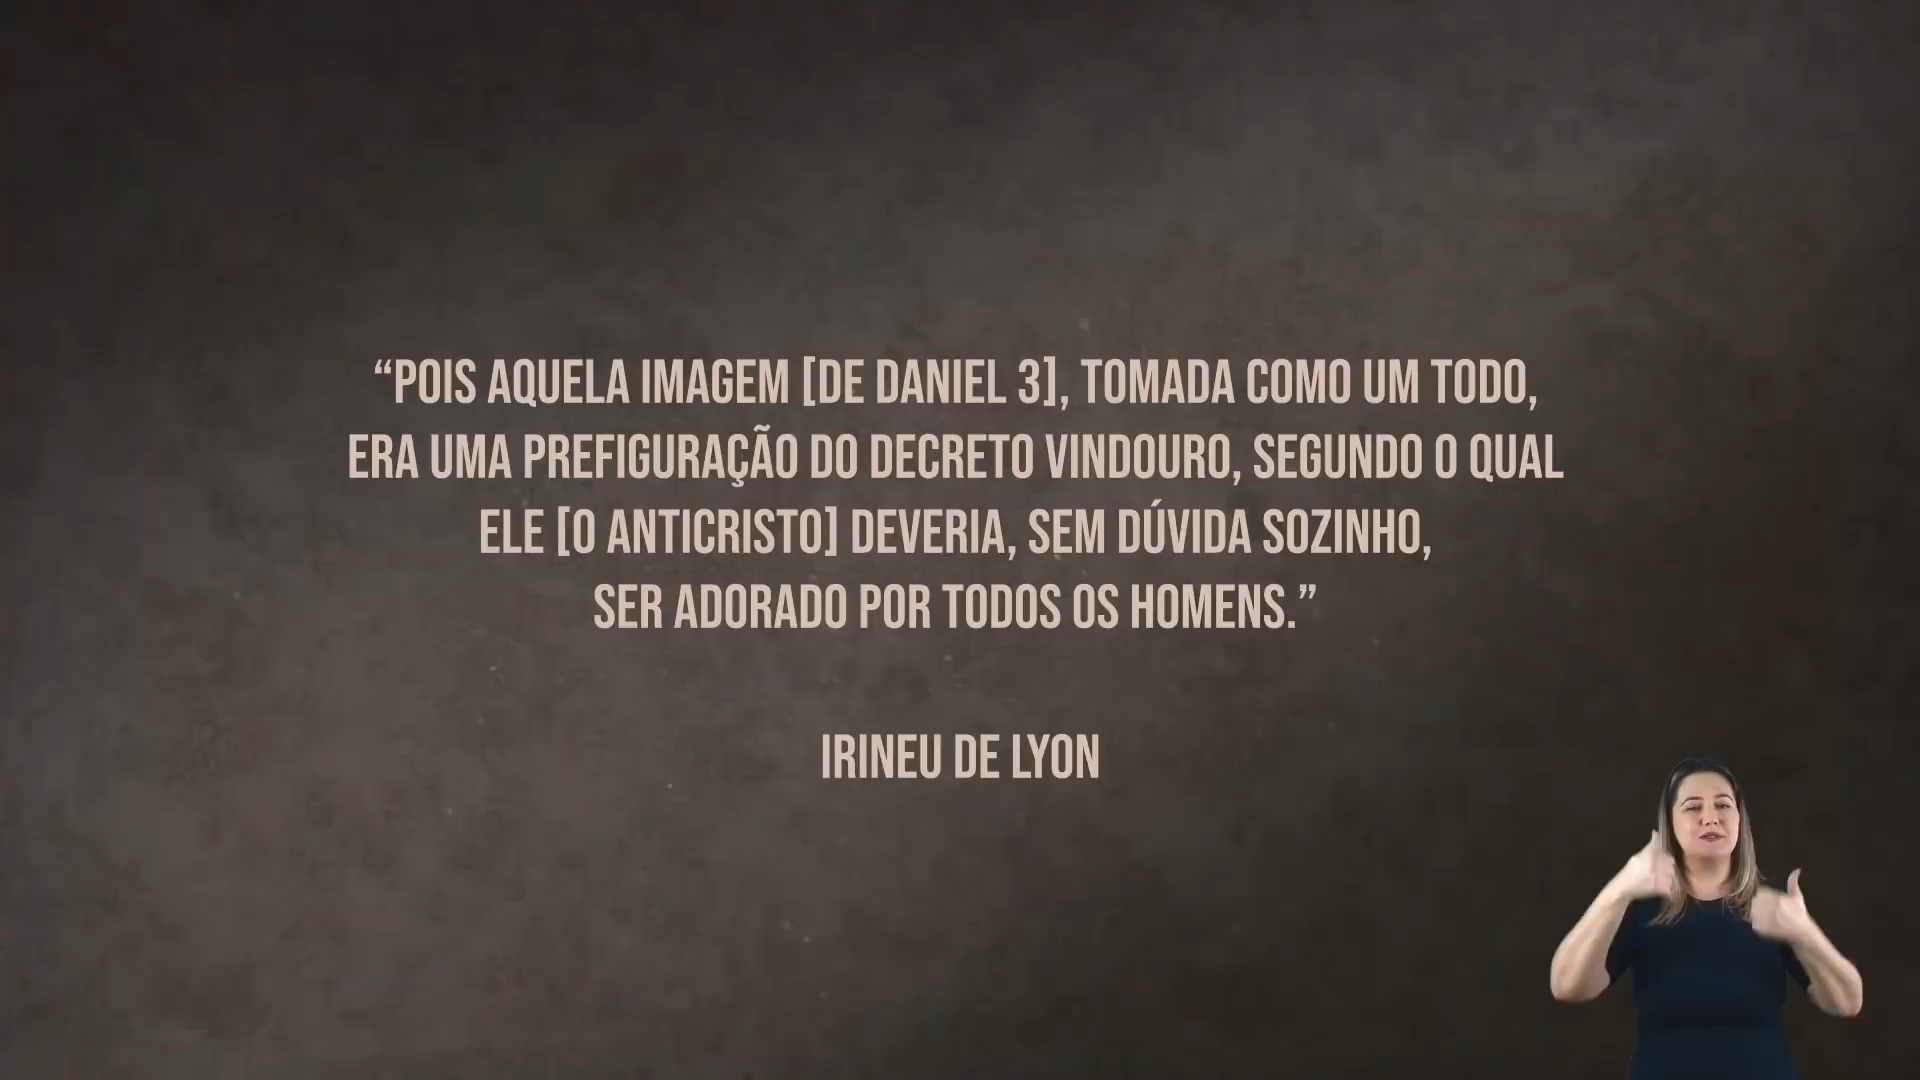 “POIS AQUELA IMAGEM [DE DANIEL 3], TOMADA COMO UM TODO,
ERA UMA PREFIGURAÇÃO DO DECRETO VINDOURO, SEGUNDO O QUAL
ELE [O ANTICRISTO] DEVERIA, SEM DÚVIDA SOZINHO,
SER ADORADO POR TODOS OS HOMENS.”
IRINEU DE LYON